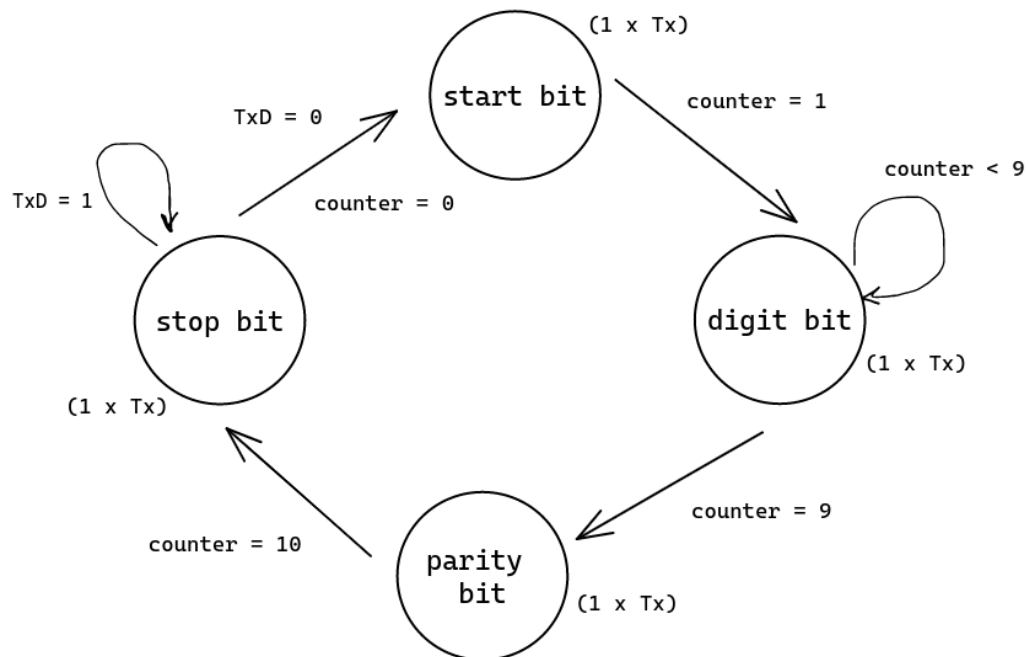 (1 x Tx)
start bit
counter = 1
TxD = 0
counter < 9
TxD = 1
counter = 0
stop bit
digit bit
(1 x Tx)
(1 x Tx)
counter = 9
counter = 10
parity
bit
(1 x Tx)